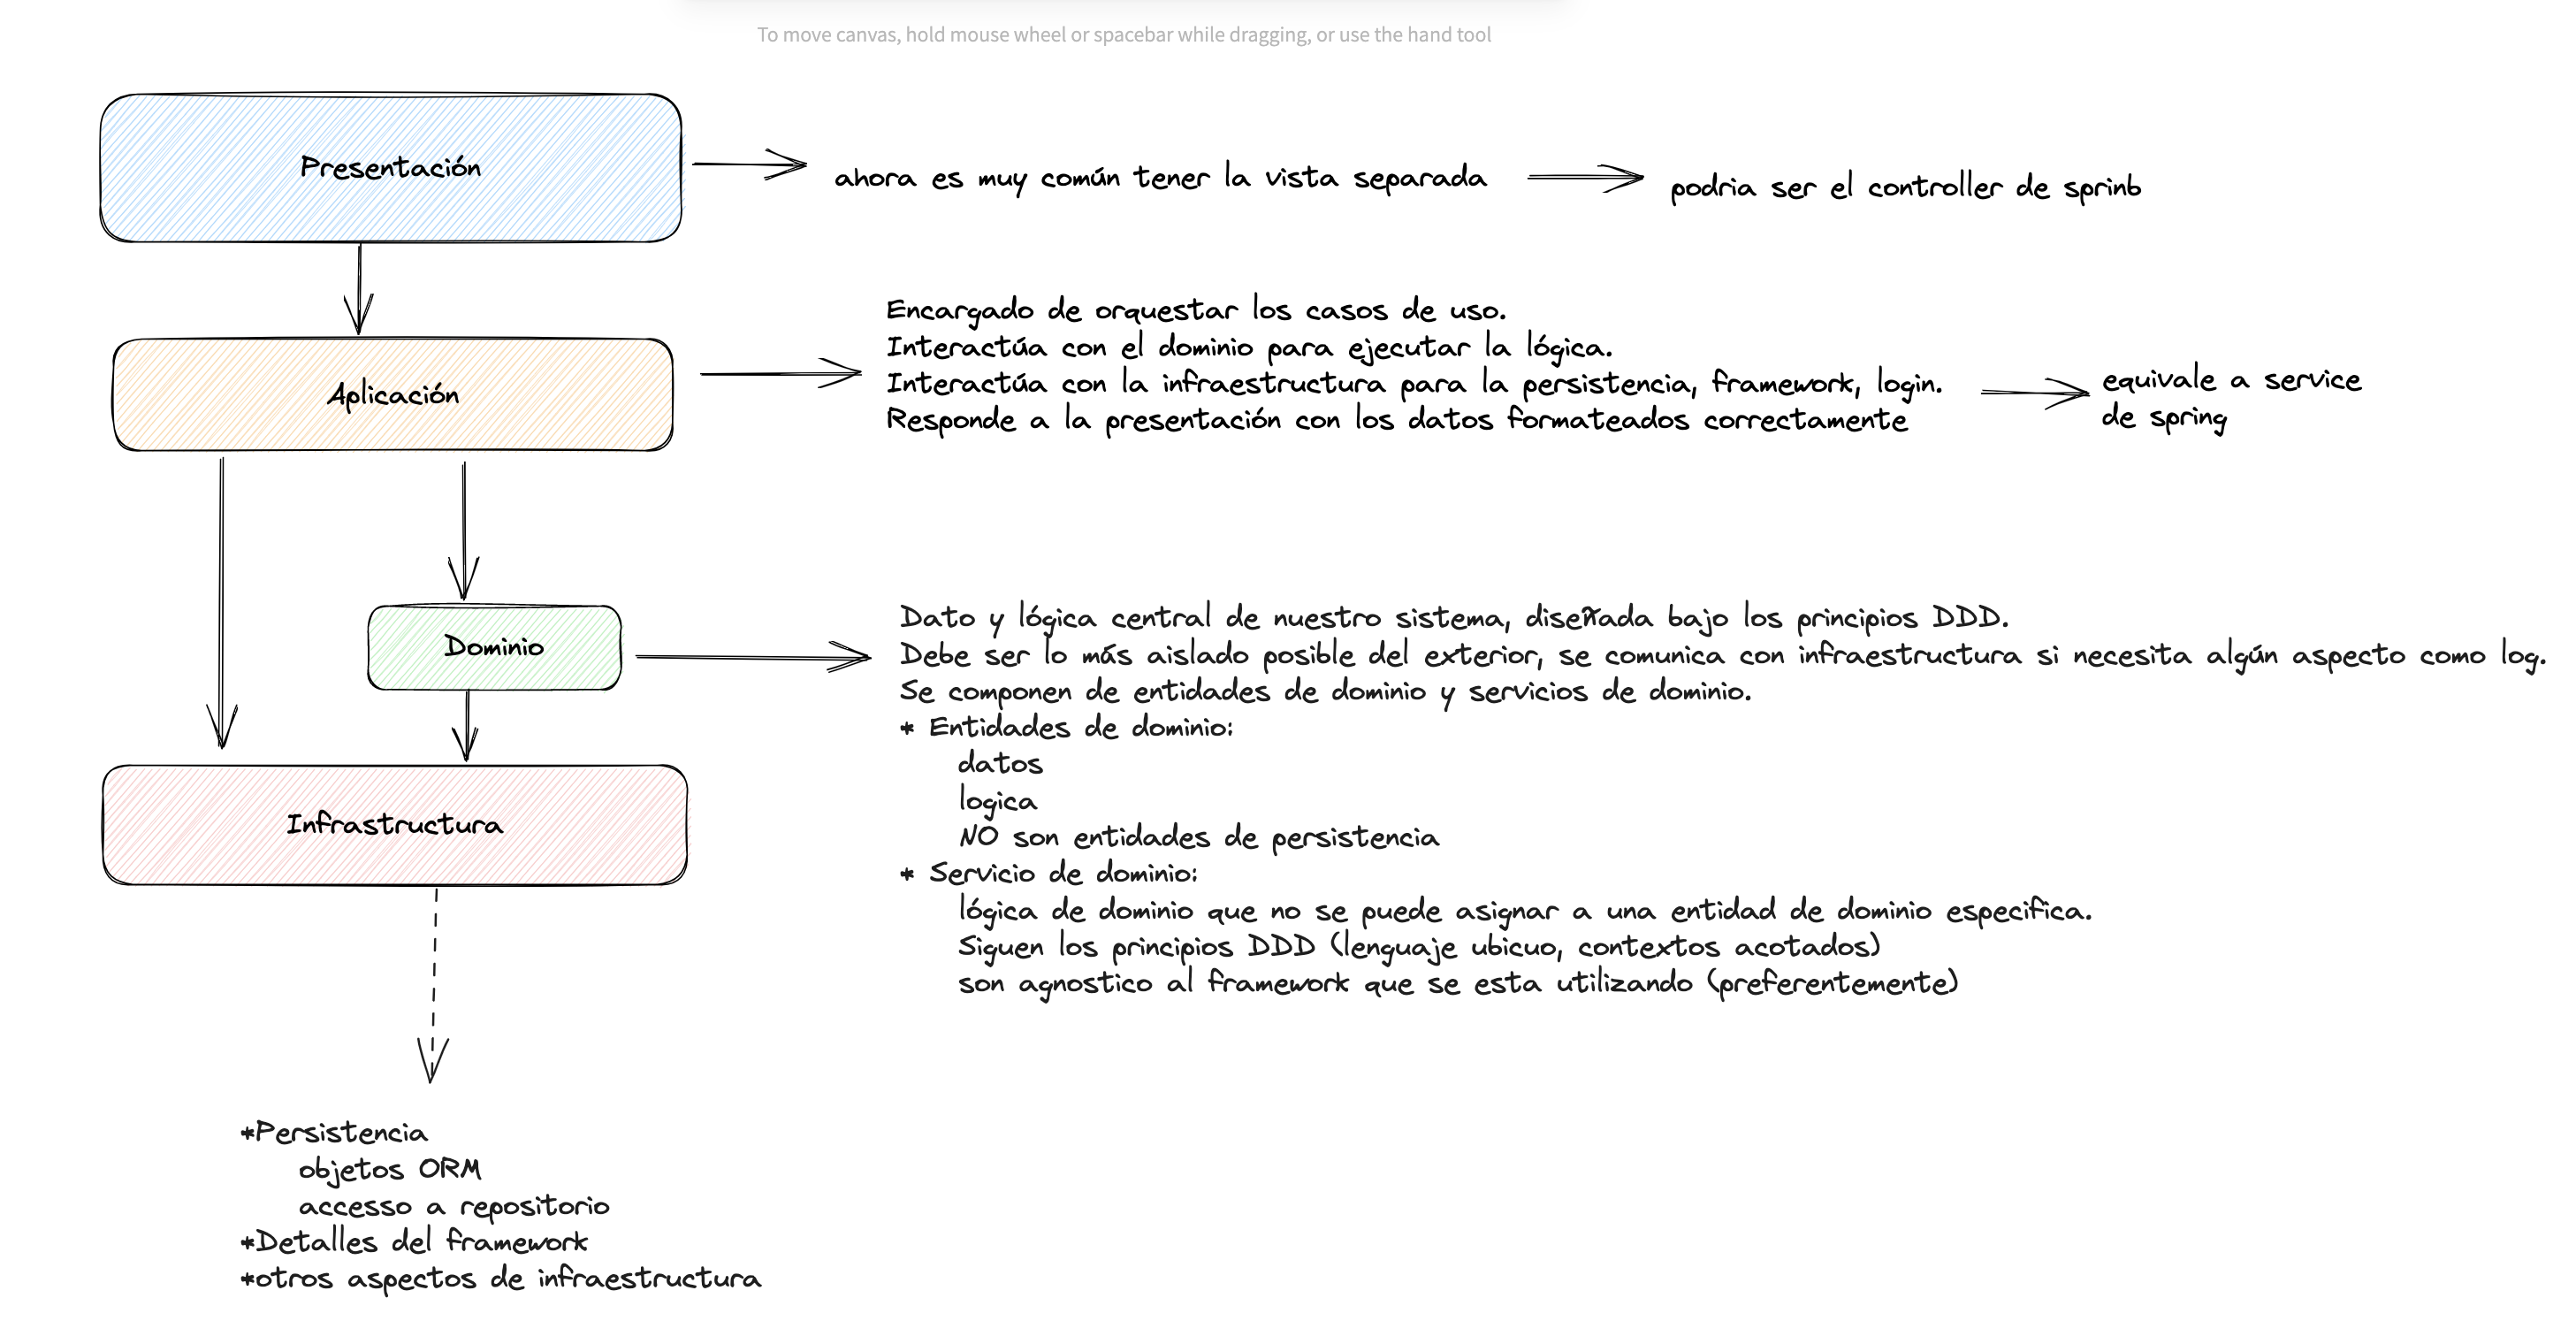 To move canvas, hold mouse wheel or spacebar while dragging, or use the hand tool
Presentación
ahora es muy común tener la vista separada
podria ser el controller de sprinb
Aplicación
Encargado de orquestar los casos de uso.
Interactúa con el dominio para ejecutar la lógica.
Interactúa con la infraestructura para la persistencia, framework, login.
Responde a la presentación con los datos formateados correctamente
equivale a service
de spring
Dominio
Dato y lógica central de nuestro sistema, diseñada bajo los principios DDD.
Debe ser lo más aislado posible del exterior, se comunica con infraestructura si necesita algún aspecto como log.
Se componen de entidades de dominio y servicios de dominio.
* Entidades de dominio:
datos
logica
NO son entidades de persistencia
* Servicio de dominio:
lógica de dominio que no se puede asignar a una entidad de dominio especifica.
Siguen los principios DDD (lenguaje ubicuo, contextos acotados)
son agnostico al framework que se esta utilizando (preferentemente)
Infrastructura
*Persistencia
objetos ORM
accesso a repositorio
*Detalles del framework
*otros aspectos de infraestructura